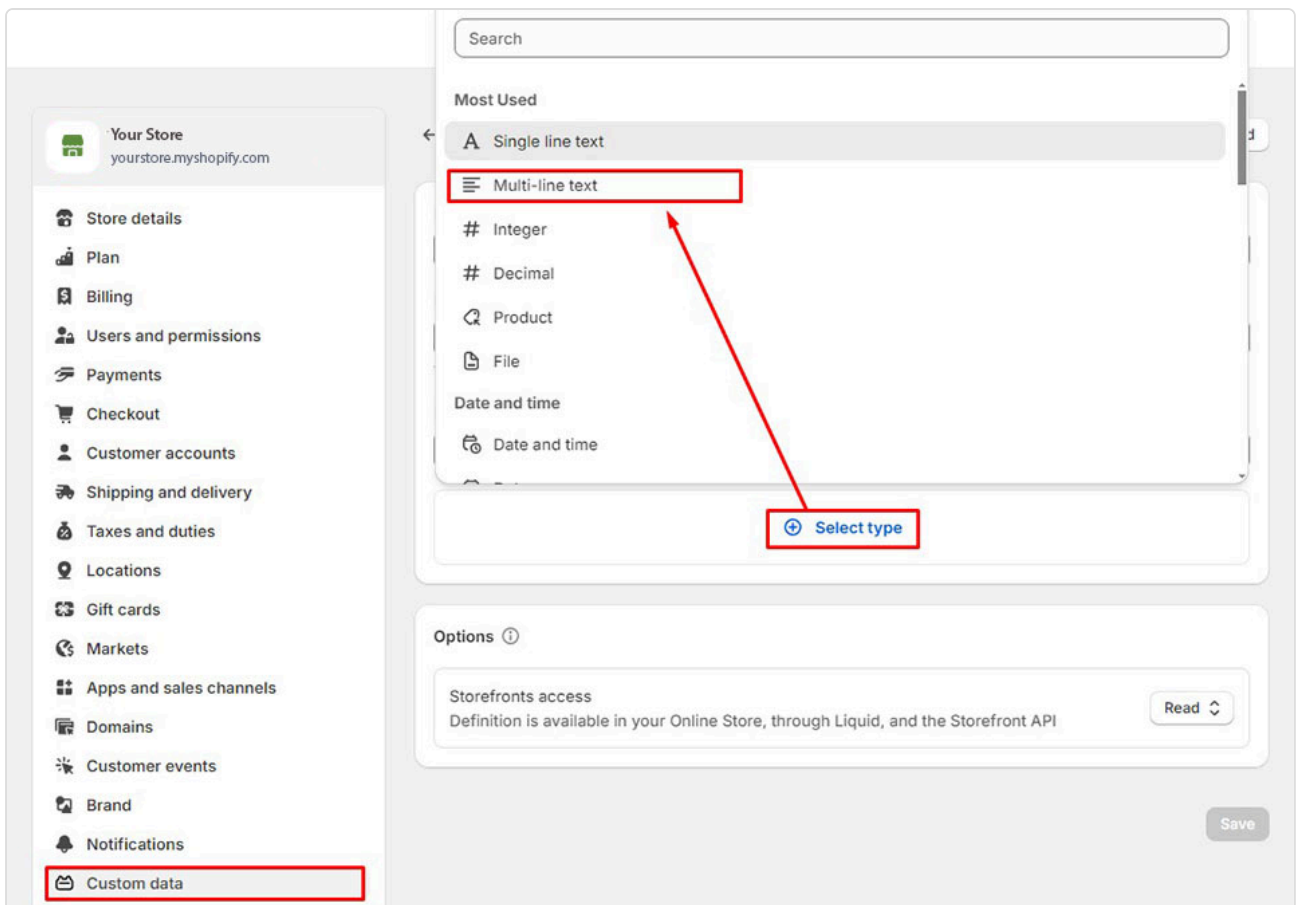 Search
Most Used
Single line text
Multi-line text
Integer
Decimal
Product
File
Date and time
Date and time
Your Store
yourstore.myshopify.com
Store details
Plan
Billing
Users and permissions
Payments
Checkout
Customer accounts
Shipping and delivery
Taxes and duties
Locations
Gift cards
Markets
Apps and sales channels
Domains
Customer events
Brand
Notifications
Custom data
Select type
Options
Storefronts access
Definition is available in your Online Store, through Liquid, and the Storefront API
Read
Save